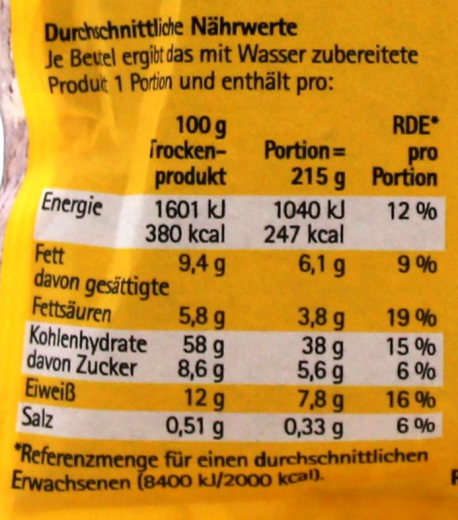 Durchschnittliche Nährwerte
Je Beutel ergibt das mit Wasser zubereitete
Produkt 1 Portion und enthält pro:
100 g RDE*
Trocken- Portion = pro
produkt 215 g Portion
Energie 1601 kJ 1040 kJ 12 %
380 kcal 247 kcal
Fett 9,4 g 6,1 g 9 %
davon gesättigte
Fettsäuren 5,8 g 3,8 g 19 %
Kohlenhydrate 58 g 38 g 15 %
davon Zucker 8,6 g 5,6 g 6 %
Eiweiß 12 g 7,8 g 16 %
Salz 0,51 g 0,33 g 6 %
*Referenzmenge für einen durchschnittlichen
Erwachsenen (8400 kJ/2000 kcal).